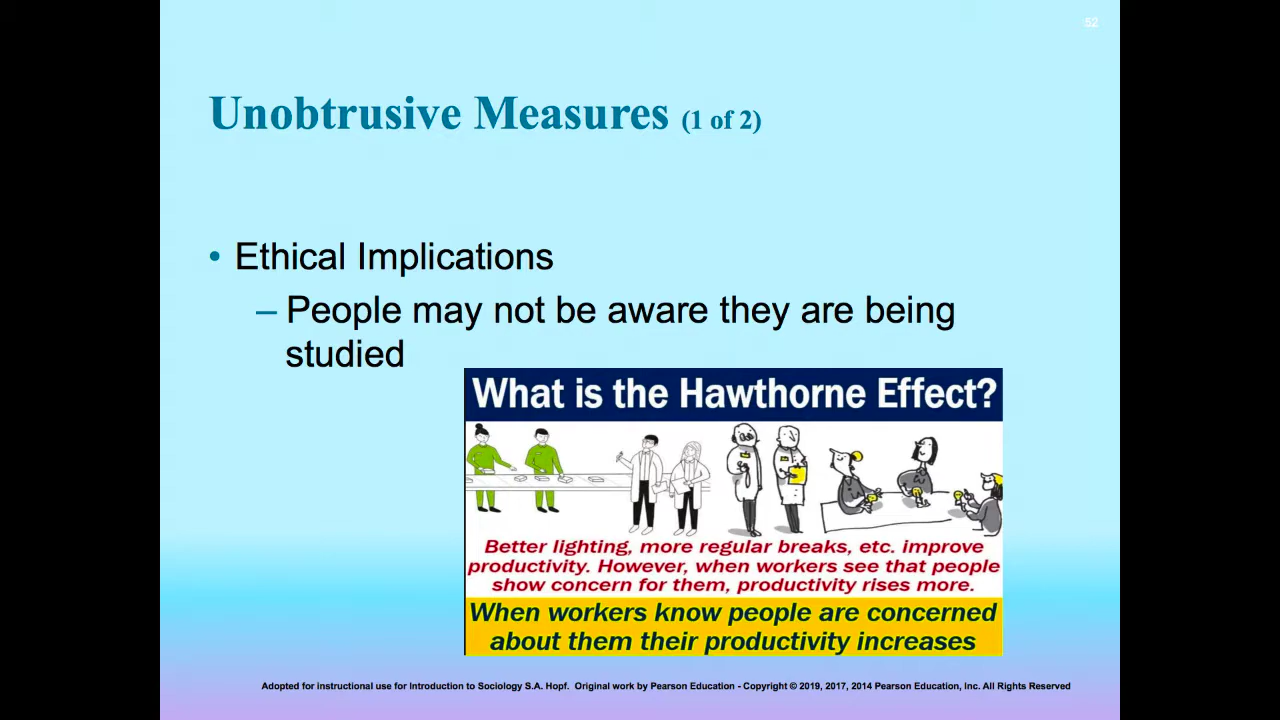 52
Unobtrusive Measures (1 of 2)
• Ethical Implications
– People may not be aware they are being
studied
What is the Hawthorne Effect?
Better lighting, more regular breaks, etc. improve
productivity. However, when workers see that people
show concern for them, productivity rises more.
When workers know people are concerned
about them their productivity increases
Adopted for instructional use for Introduction to Sociology S.A. Hopf. Original work by Pearson Education - Copyright © 2019, 2017, 2014 Pearson Education, Inc. All Rights Reserved